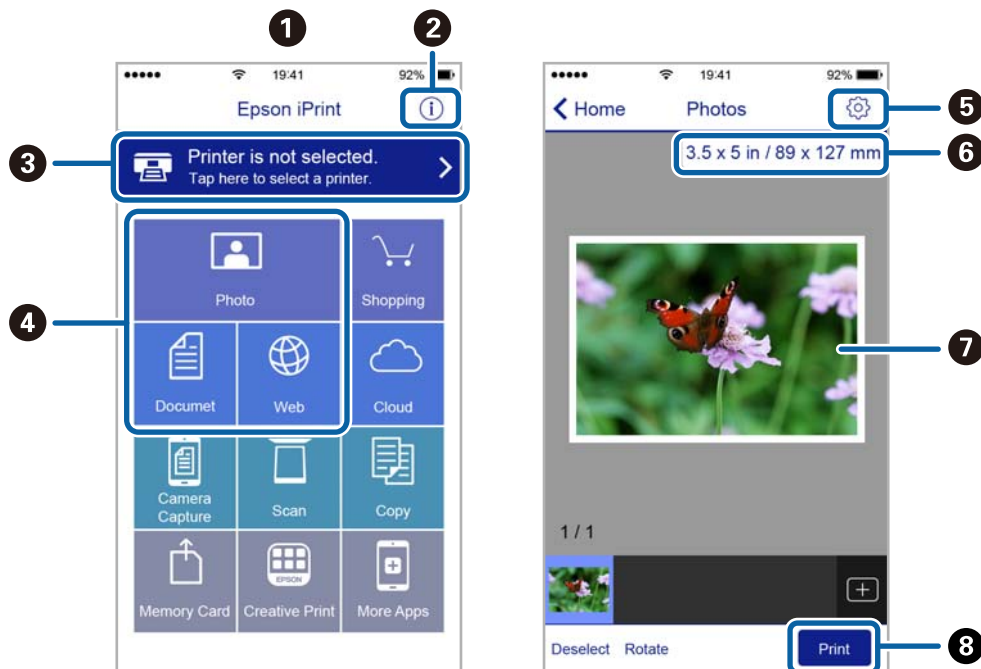 1
2
19:41
92%
Epson iPrint
3
Printer is not selected.
Tap here to select a printer.
4
Photo
Shopping
Documet
Web
Cloud
Camera
Capture
Scan
Copy
EPSON
Memory Card
Creative Print
More Apps
19:41
92%
Home
Photos
5
3.5 x 5 in / 89 x 127 mm
6
7
1 / 1
Deselect
Rotate
Print
8